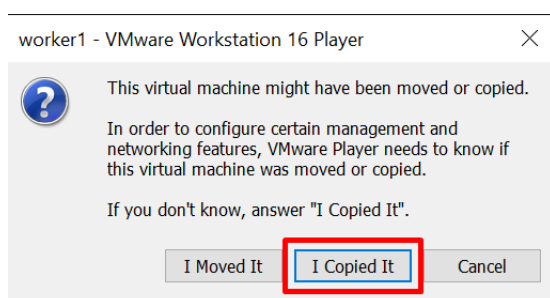 worker1 - VMware Workstation 16 Player
This virtual machine might have been moved or copied.
In order to configure certain management and
networking features, VMware Player needs to know if
this virtual machine was moved or copied.
If you don't know, answer "I Copied It".
I Moved It I Copied It Cancel